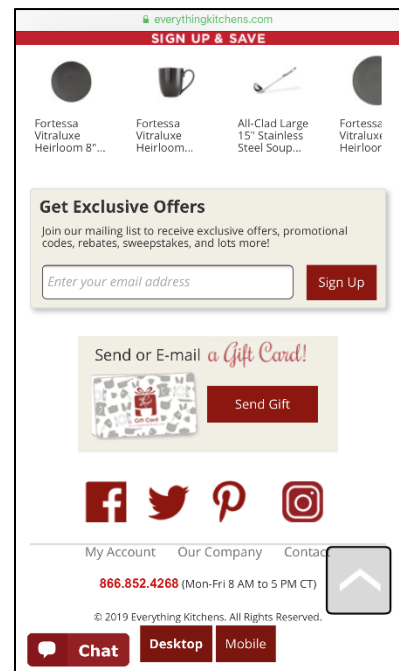 everythingkitchens.com
SIGN UP & SAVE
Fortessa
Vitraluxe
Heirloom 8"...
Fortessa
Vitraluxe
Heirloom...
All-Clad Large
15" Stainless
Steel Soup...
Fortessa
Vitraluxe
Heirloor
Get Exclusive Offers
Join our mailing list to receive exclusive offers, promotional
codes, rebates, sweepstakes, and lots more!
Enter your email address
Sign Up
Send or E-mail a Gift Card!
Gift Card
Send Gift
My Account Our Company Contact
866.852.4268 (Mon-Fri 8 AM to 5 PM CT)
© 2019 Everything Kitchens. All Rights Reserved.
Chat
Desktop
Mobile